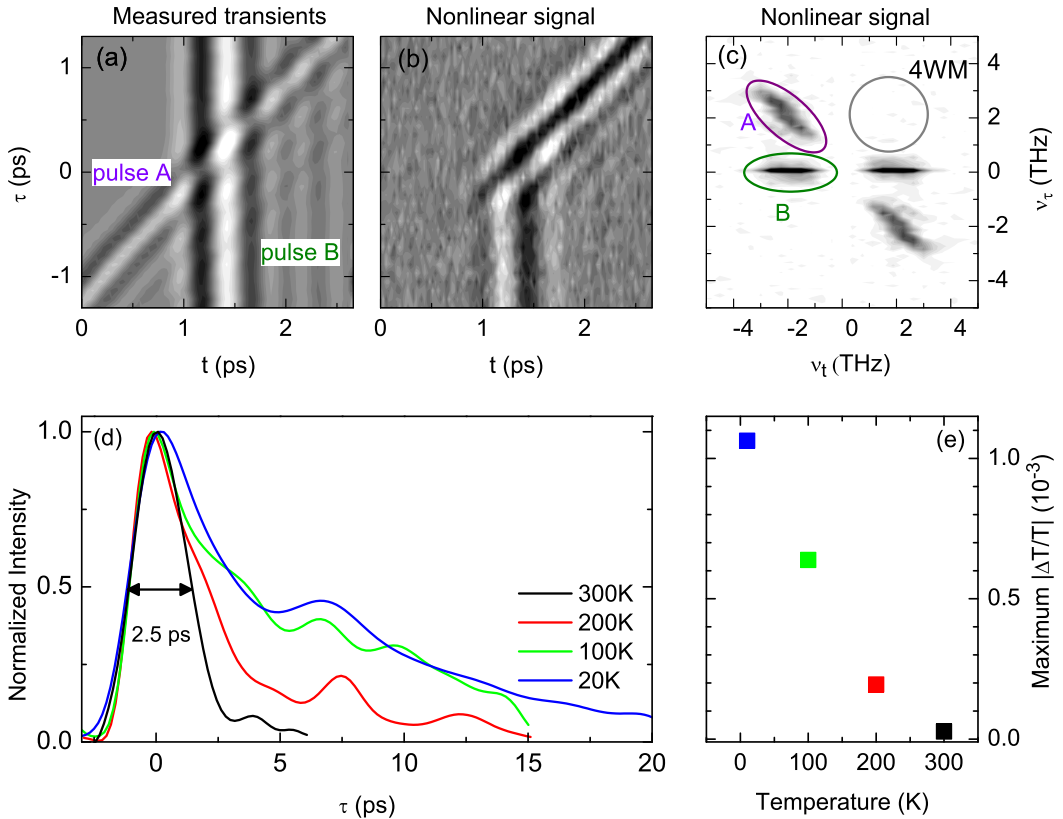 Measured transients
Nonlinear signal
Nonlinear signal
(a)
(b)
(c)
4WM
A
B
pulse A
pulse B
1
0
-1
τ (ps)
0
1
2
t (ps)
0
1
2
t (ps)
-4
-2
0
2
4
ν_t (THz)
4
2
0
-2
-4
ν_τ (THz)
(d)
1.0
0.5
0.0
Normalized Intensity
2.5 ps
300K
200K
100K
20K
0
5
10
15
20
τ (ps)
(e)
1.0
0.5
0.0
Maximum |ΔT/T| (10⁻³)
0
100
200
300
Temperature (K)